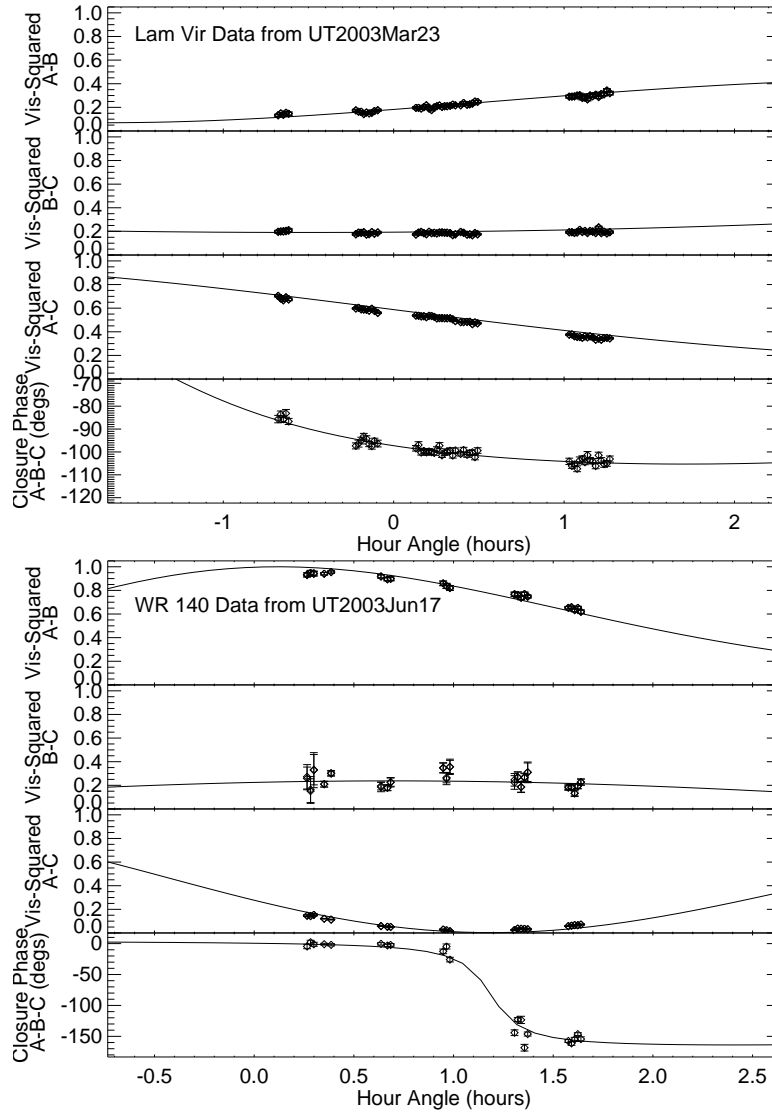 Lam Vir Data from UT2003Mar23
Vis-Squared
A-B
1.0
0.8
0.6
0.4
0.2
0.0
Vis-Squared
B-C
1.0
0.8
0.6
0.4
0.2
0.0
Vis-Squared
A-C
1.0
0.8
0.6
0.4
0.2
0.0
Closure Phase
A-B-C (degs)
-70
-80
-90
-100
-110
-120
-1 0 1 2
Hour Angle (hours)
WR 140 Data from UT2003Jun17
Vis-Squared
A-B
1.0
0.8
0.6
0.4
0.2
0.0
Vis-Squared
B-C
1.0
0.8
0.6
0.4
0.2
0.0
Vis-Squared
A-C
1.0
0.8
0.6
0.4
0.2
0.0
Closure Phase
A-B-C (degs)
0
-50
-100
-150
-0.5 0.0 0.5 1.0 1.5 2.0 2.5
Hour Angle (hours)